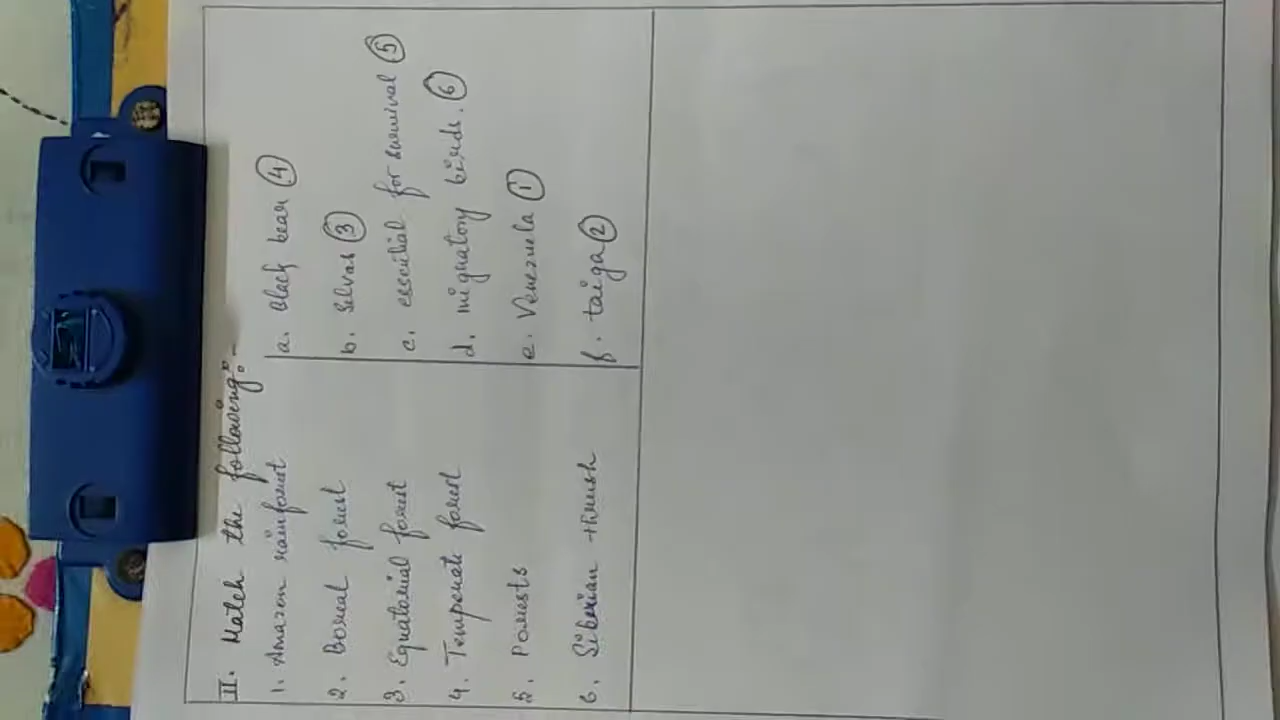 II. Match the following:-
1. Amazon rainforest a. Black bear ④
2. Boreal forest b. Selvas ③
3. Equatorial forest c. essential for survival ⑤
4. Temperate forest d. migratory birds. ⑥
5. Forests e. Venezuela ①
6. Siberian thrush f. taiga ②